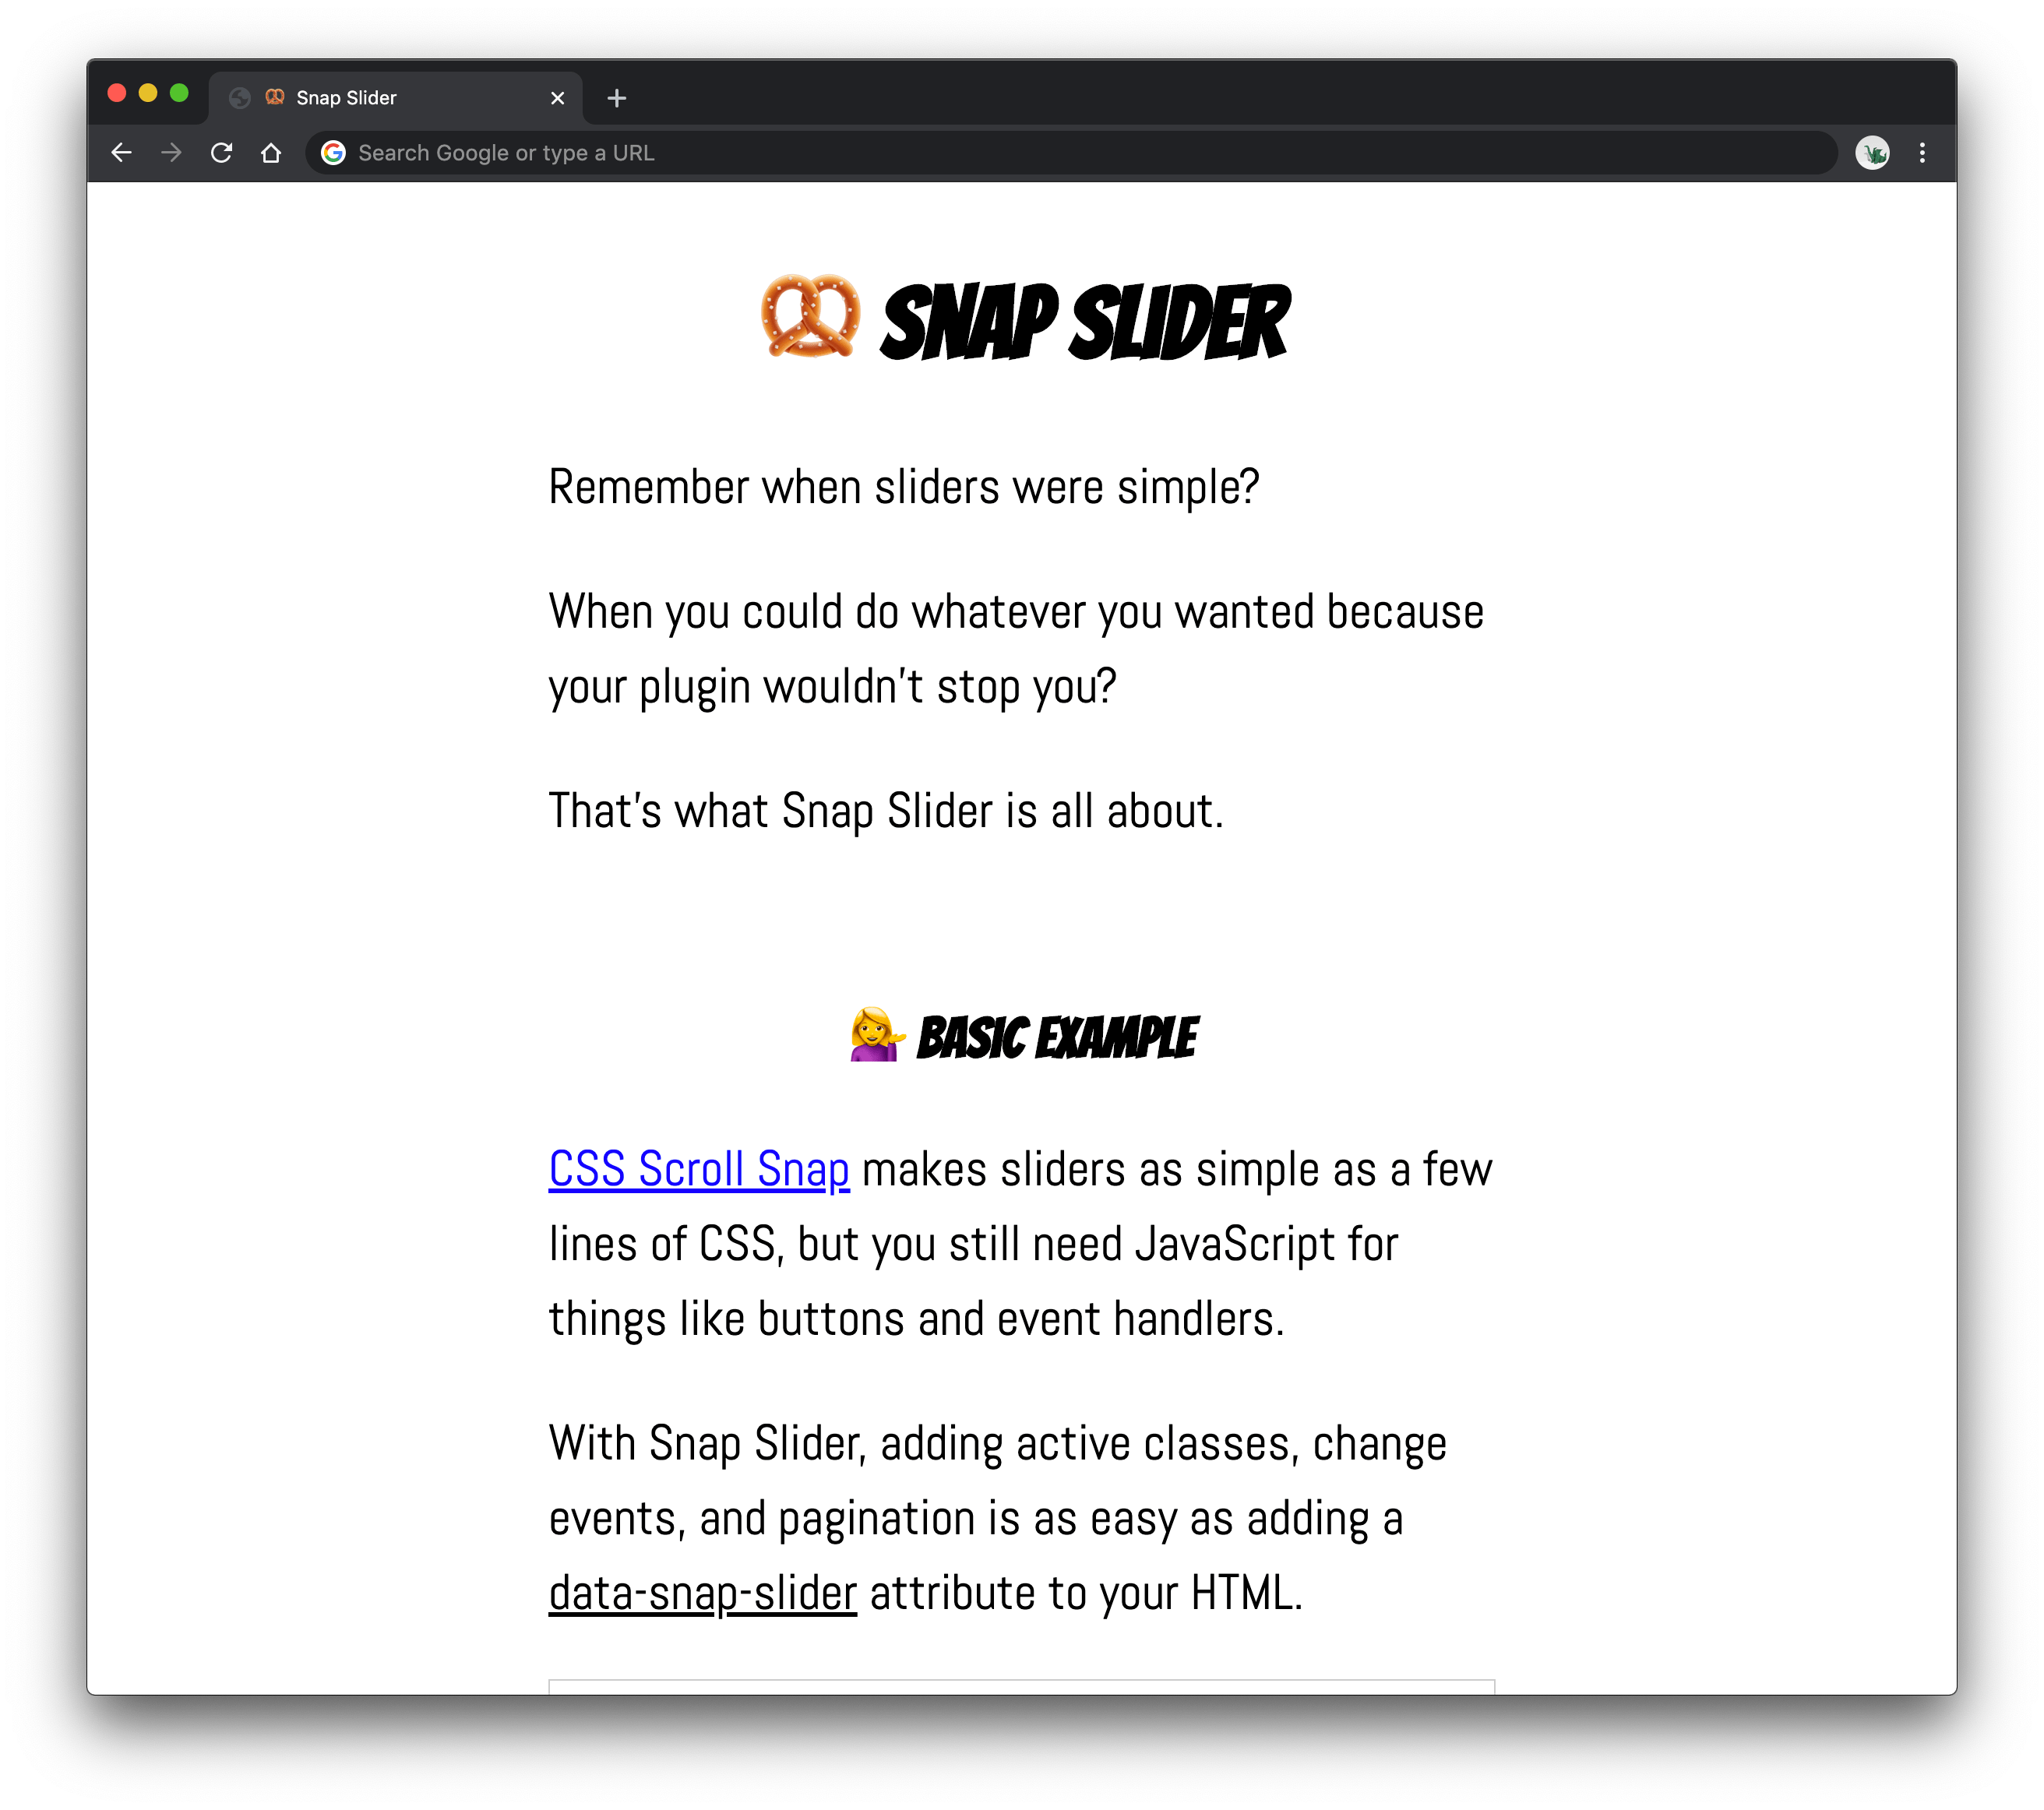 Snap Slider
Search Google or type a URL
SNAP SLIDER
Remember when sliders were simple?
When you could do whatever you wanted because
your plugin wouldn't stop you?
That's what Snap Slider is all about.
BASIC EXAMPLE
CSS Scroll Snap makes sliders as simple as a few
lines of CSS, but you still need JavaScript for
things like buttons and event handlers.
With Snap Slider, adding active classes, change
events, and pagination is as easy as adding a
data-snap-slider attribute to your HTML.